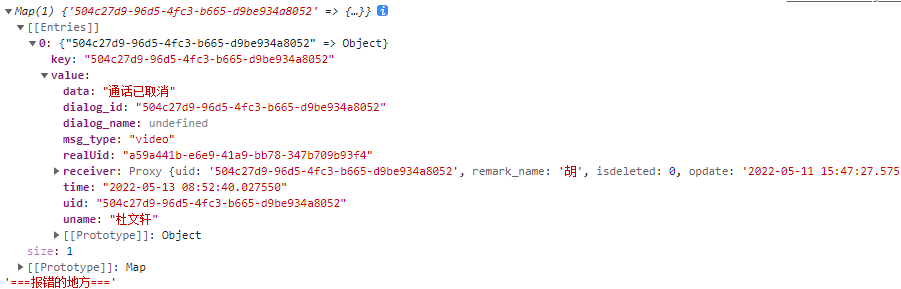 Map(1) {'504c27d9-96d5-4fc3-b665-d9be934a8052' => {…}} i
[[Entries]]
0: {"504c27d9-96d5-4fc3-b665-d9be934a8052" => Object}
key: "504c27d9-96d5-4fc3-b665-d9be934a8052"
value:
data: "通话已取消"
dialog_id: "504c27d9-96d5-4fc3-b665-d9be934a8052"
dialog_name: undefined
msg_type: "video"
realUid: "a59a441b-e6e9-41a9-bb78-347b709b93f4"
receiver: Proxy {uid: '504c27d9-96d5-4fc3-b665-d9be934a8052', remark_name: '胡', isdeleted: 0, opdate: '2022-05-11 15:47:27.575
time: "2022-05-13 08:52:40.027550"
uid: "504c27d9-96d5-4fc3-b665-d9be934a8052"
uname: "杜文轩"
[[Prototype]]: Object
size: 1
[[Prototype]]: Map
'===报错的地方==='